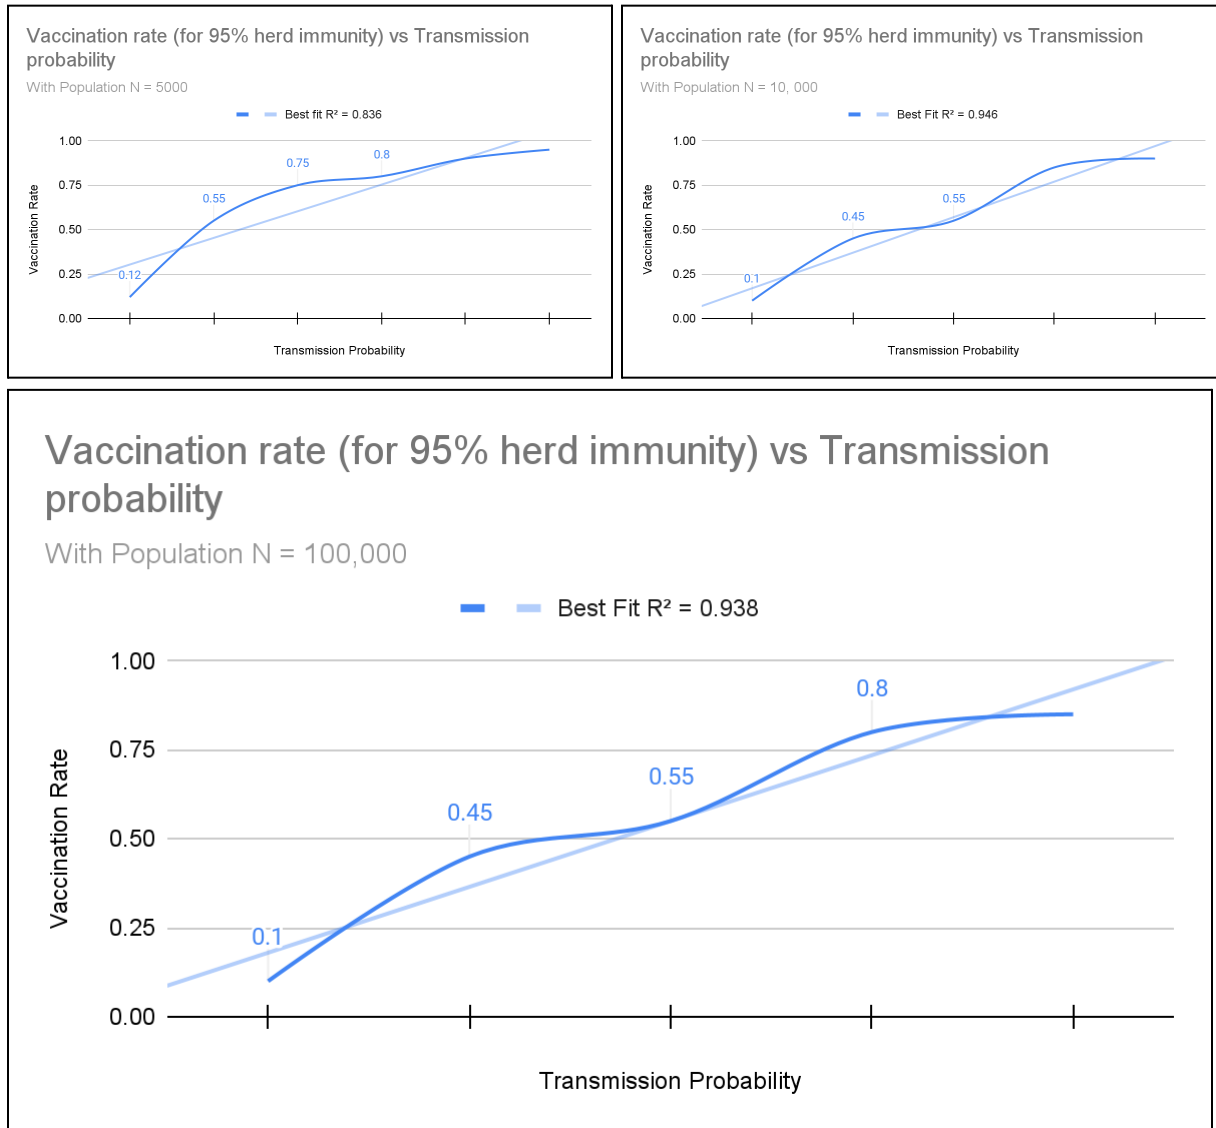 Vaccination rate (for 95% herd immunity) vs Transmission
probability
With Population N = 5000
Best fit R² = 0.836
1.00
0.75
0.50
0.25
0.00
Vaccination Rate
0.12
0.55
0.75
0.8
Transmission Probability
Vaccination rate (for 95% herd immunity) vs Transmission
probability
With Population N = 10, 000
Best Fit R² = 0.946
1.00
0.75
0.50
0.25
0.00
Vaccination Rate
0.1
0.45
0.55
Transmission Probability
Vaccination rate (for 95% herd immunity) vs Transmission
probability
With Population N = 100,000
Best Fit R² = 0.938
1.00
0.75
0.50
0.25
0.00
Vaccination Rate
0.1
0.45
0.55
0.8
Transmission Probability